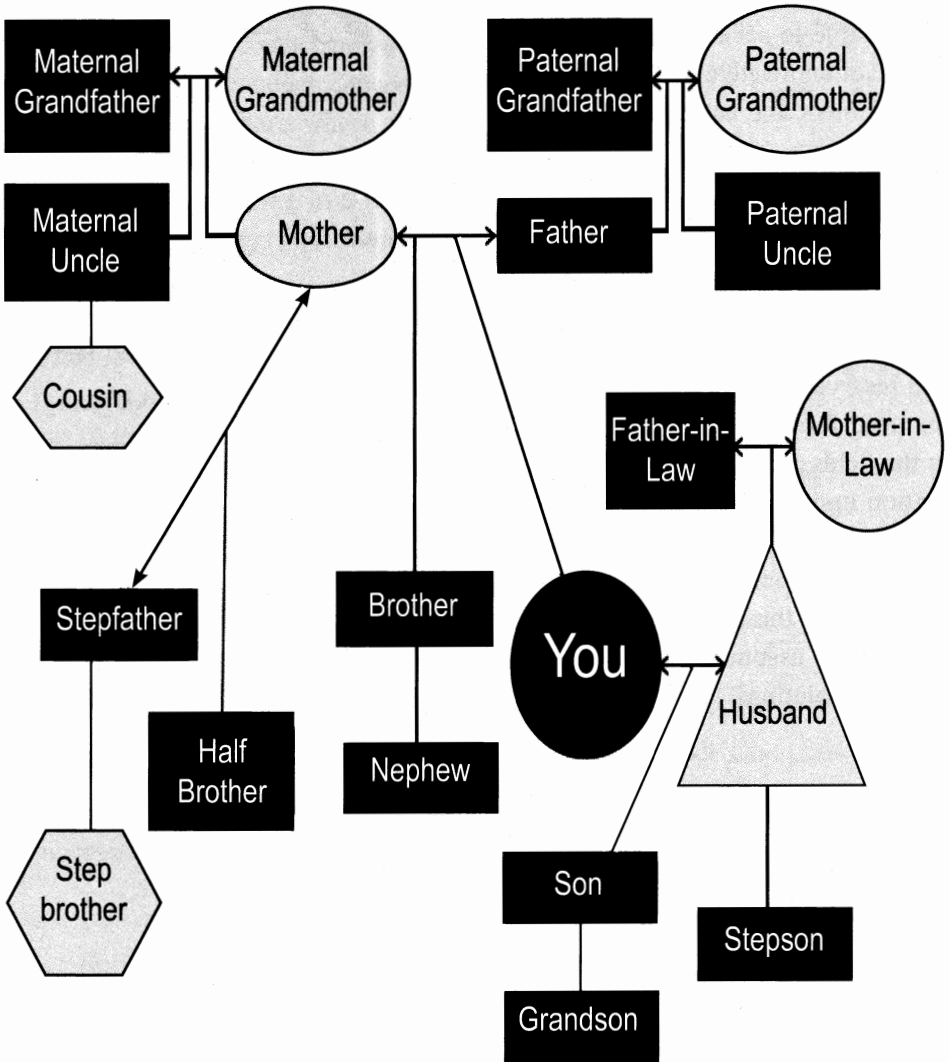 Maternal
Grandfather
Maternal
Grandmother
Paternal
Grandfather
Paternal
Grandmother
Maternal
Uncle
Mother
Father
Paternal
Uncle
Cousin
Father-in-
Law
Mother-in-
Law
Stepfather
Brother
You
Husband
Half
Brother
Nephew
Step
brother
Son
Stepson
Grandson